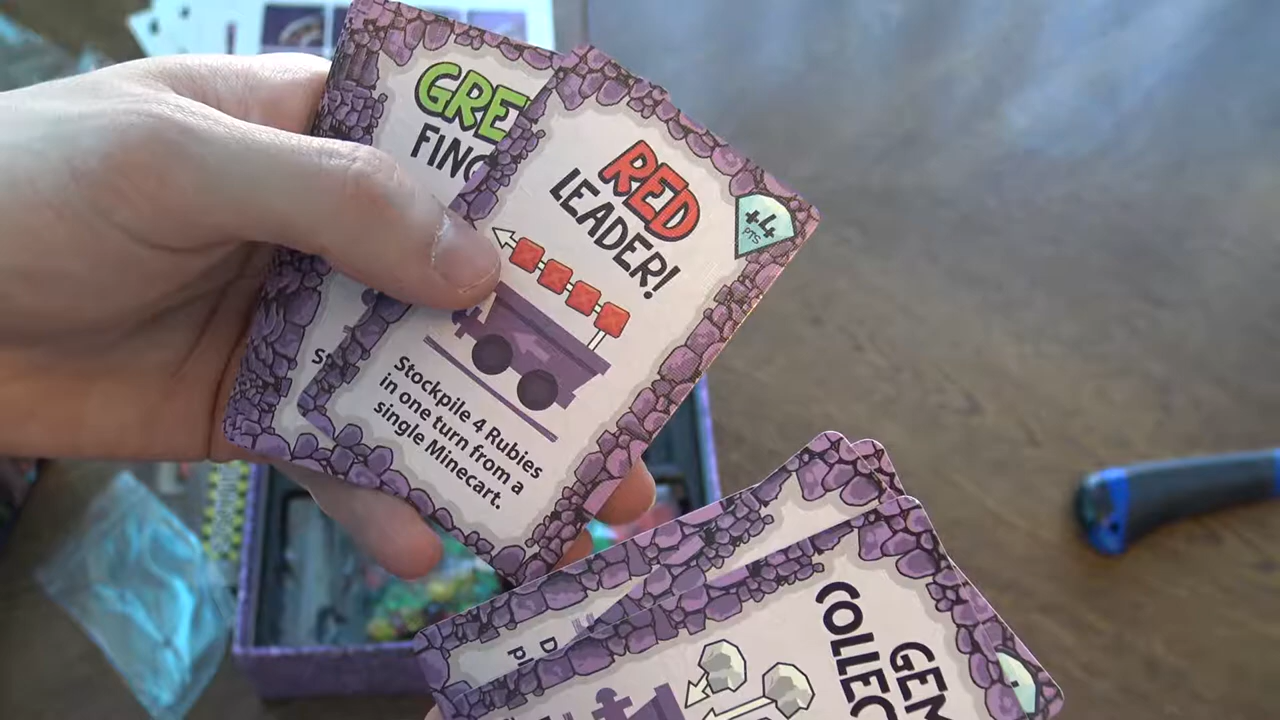 GRE
FING
RED
LEADER!
+4
PTS
Stockpile 4 Rubies
in one turn from a
single Minecart.
GEM
COLLEC